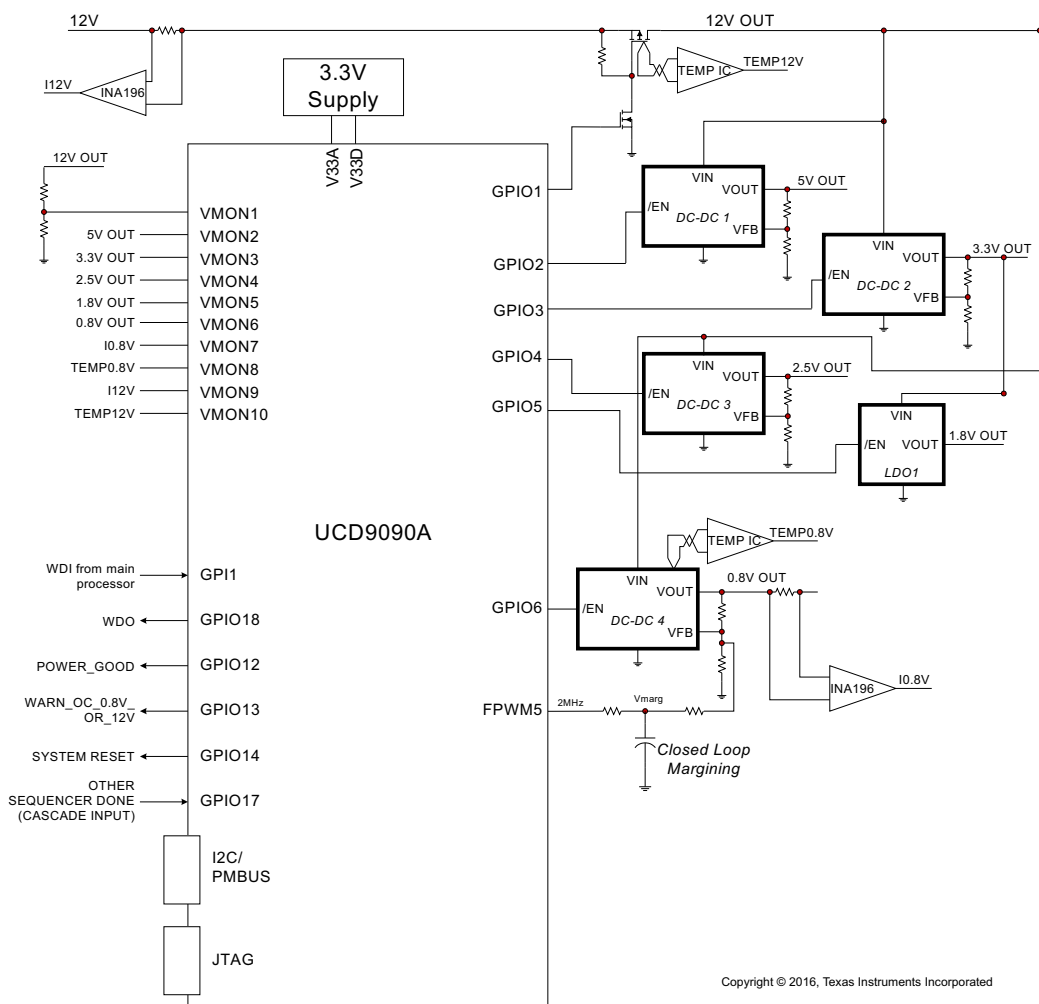 12V
12V OUT
I12V
INA196
3.3V
Supply
V33A
V33D
TEMP IC
TEMP12V
12V OUT
VMON1
5V OUT
VMON2
3.3V OUT
VMON3
2.5V OUT
VMON4
1.8V OUT
VMON5
0.8V OUT
VMON6
I0.8V
VMON7
TEMP0.8V
VMON8
I12V
VMON9
TEMP12V
VMON10
UCD9090A
WDI from main
processor
GPI1
WDO
GPIO18
POWER_GOOD
GPIO12
WARN_OC_0.8V_
OR_12V
GPIO13
SYSTEM RESET
GPIO14
OTHER
SEQUENCER DONE
(CASCADE INPUT)
GPIO17
I2C/
PMBUS
JTAG
GPIO1
GPIO2
GPIO3
GPIO4
GPIO5
GPIO6
FPWM5
VIN
VOUT
5V OUT
/EN
DC-DC 1
VFB
VIN
VOUT
3.3V OUT
/EN
DC-DC 2
VFB
VIN
VOUT
2.5V OUT
/EN
DC-DC 3
VFB
VIN
/EN
VOUT
1.8V OUT
LDO1
TEMP IC
TEMP0.8V
VIN
VOUT
0.8V OUT
/EN
DC-DC 4
VFB
INA196
I0.8V
2MHz
Vmarg
Closed Loop
Margining
Copyright © 2016, Texas Instruments Incorporated